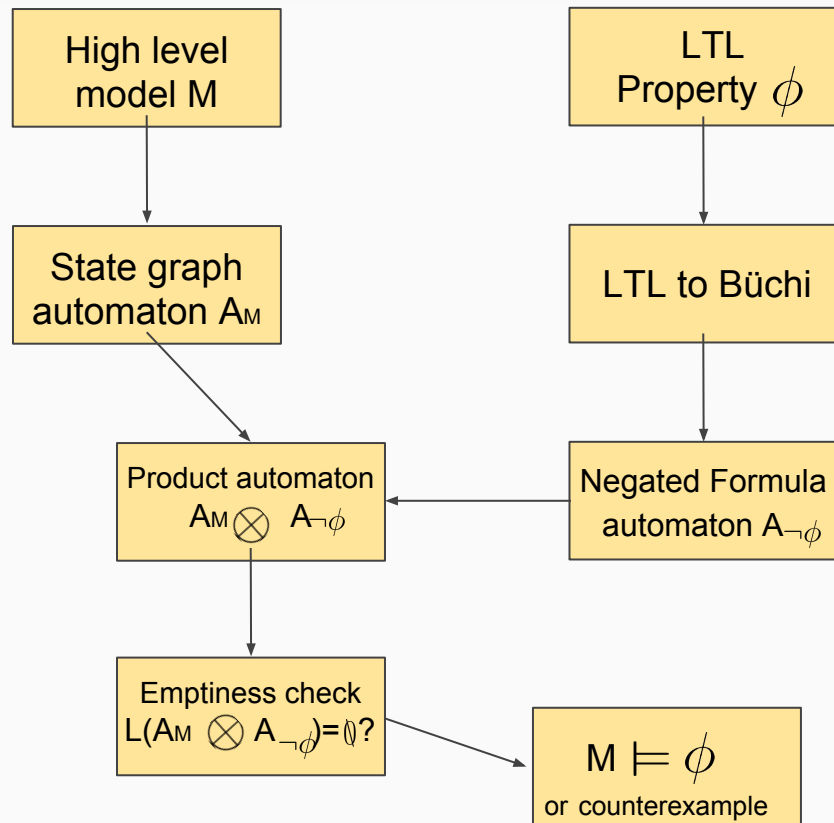 High level
model M
LTL
Property ϕ
State graph
automaton AM
LTL to Büchi
Product automaton
AM ⊗ A¬ϕ
Negated Formula
automaton A¬ϕ
Emptiness check
L(AM ⊗ A¬ϕ)=∅?
M ⊨ ϕ
or counterexample